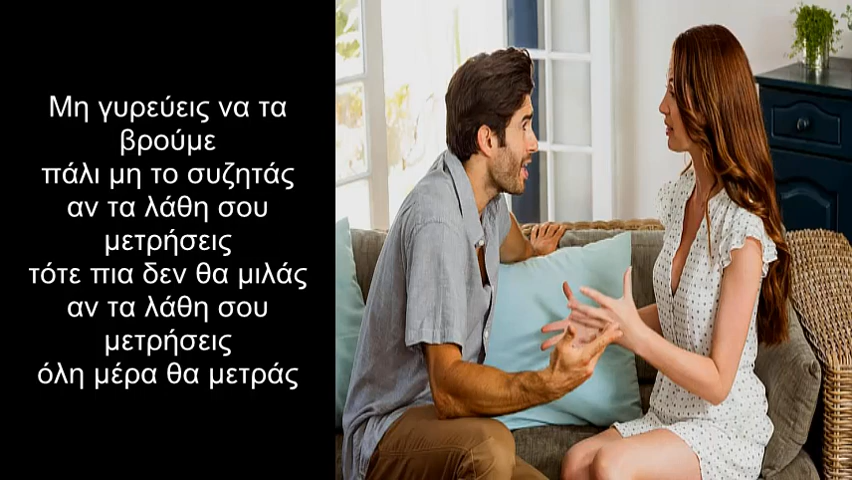 Μη γυρεύεις να τα
βρούμε
πάλι μη το συζητάς
αν τα λάθη σου
μετρήσεις
τότε πια δεν θα μιλάς
αν τα λάθη σου
μετρήσεις
όλη μέρα θα μετράς